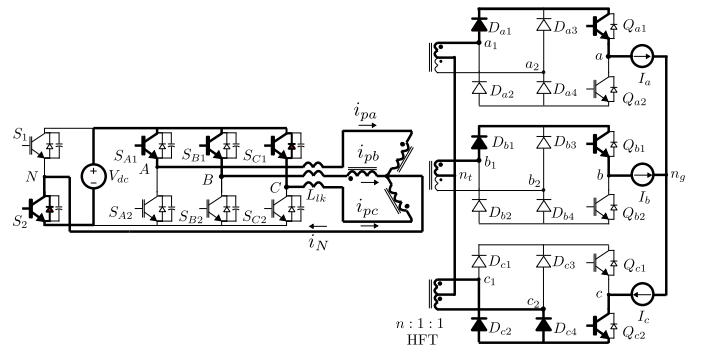 S1
N
S2
Vdc
SA1
A
SA2
SB1
B
SB2
SC1
C
SC2
Llk
iN
ipa
ipb
ipc
Da1
Da3
Qa1
a1
a
a2
Ia
Da2
Da4
Qa2
Db1
Db3
Qb1
b1
b
nt
b2
Ib
ng
Db2
Db4
Qb2
Dc1
Dc3
Qc1
c1
c
c2
Ic
Dc2
Dc4
Qc2
n : 1 : 1
HFT